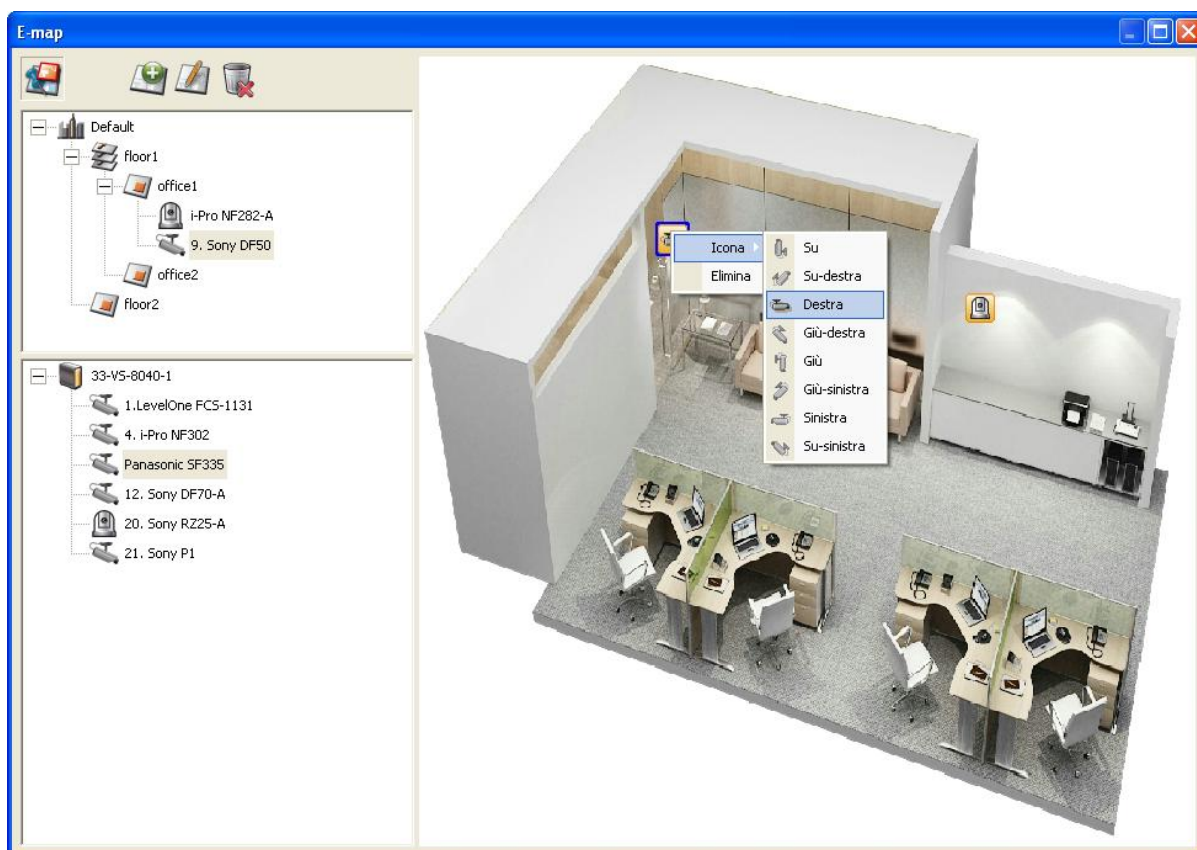 E-map
Default
floor1
office1
i-Pro NF282-A
9. Sony DF50
office2
floor2
33-VS-8040-1
1.LevelOne FCS-1131
4. i-Pro NF302
Panasonic SF335
12. Sony DF70-A
20. Sony RZ25-A
21. Sony P1
Icona
Elimina
Su
Su-destra
Destra
Giù-destra
Giù
Giù-sinistra
Sinistra
Su-sinistra